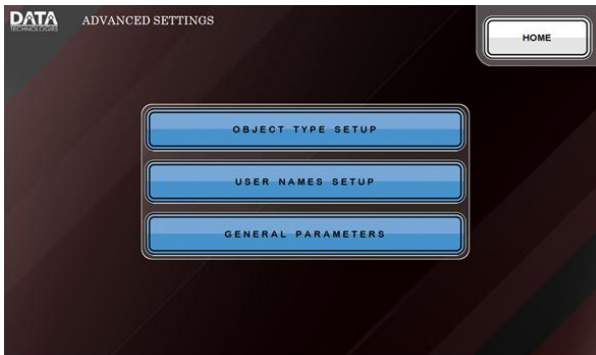 DATA
TECHNOLOGIES
ADVANCED SETTINGS
HOME
OBJECT TYPE SETUP
USER NAMES SETUP
GENERAL PARAMETERS